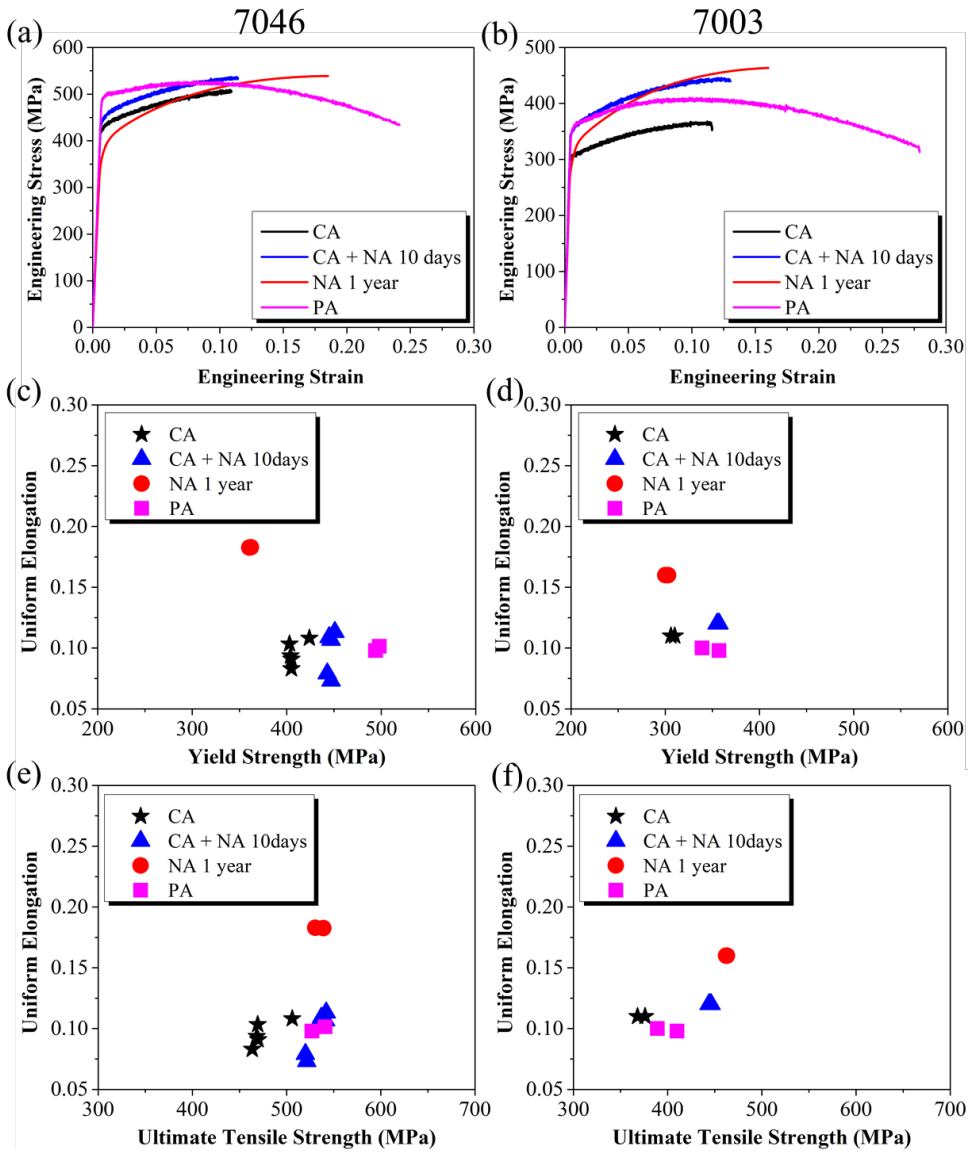 7046
7003
(a)
600
500
400
300
200
100
0
Engineering Stress (MPa)
CA
CA + NA 10 days
NA 1 year
PA
0.00 0.05 0.10 0.15 0.20 0.25 0.30
Engineering Strain
(b)
500
400
300
200
100
0
Engineering Stress (MPa)
CA
CA + NA 10 days
NA 1 year
PA
0.00 0.05 0.10 0.15 0.20 0.25 0.30
Engineering Strain
(c)
0.30
0.25
0.20
0.15
0.10
0.05
Uniform Elongation
CA
CA + NA 10days
NA 1 year
PA
200 300 400 500 600
Yield Strength (MPa)
(d)
0.30
0.25
0.20
0.15
0.10
0.05
Uniform Elongation
CA
CA + NA 10days
NA 1 year
PA
200 300 400 500 600
Yield Strength (MPa)
(e)
0.30
0.25
0.20
0.15
0.10
0.05
Uniform Elongation
CA
CA + NA 10days
NA 1 year
PA
300 400 500 600 700
Ultimate Tensile Strength (MPa)
(f)
0.30
0.25
0.20
0.15
0.10
0.05
Uniform Elongation
CA
CA + NA 10days
NA 1 year
PA
300 400 500 600 700
Ultimate Tensile Strength (MPa)